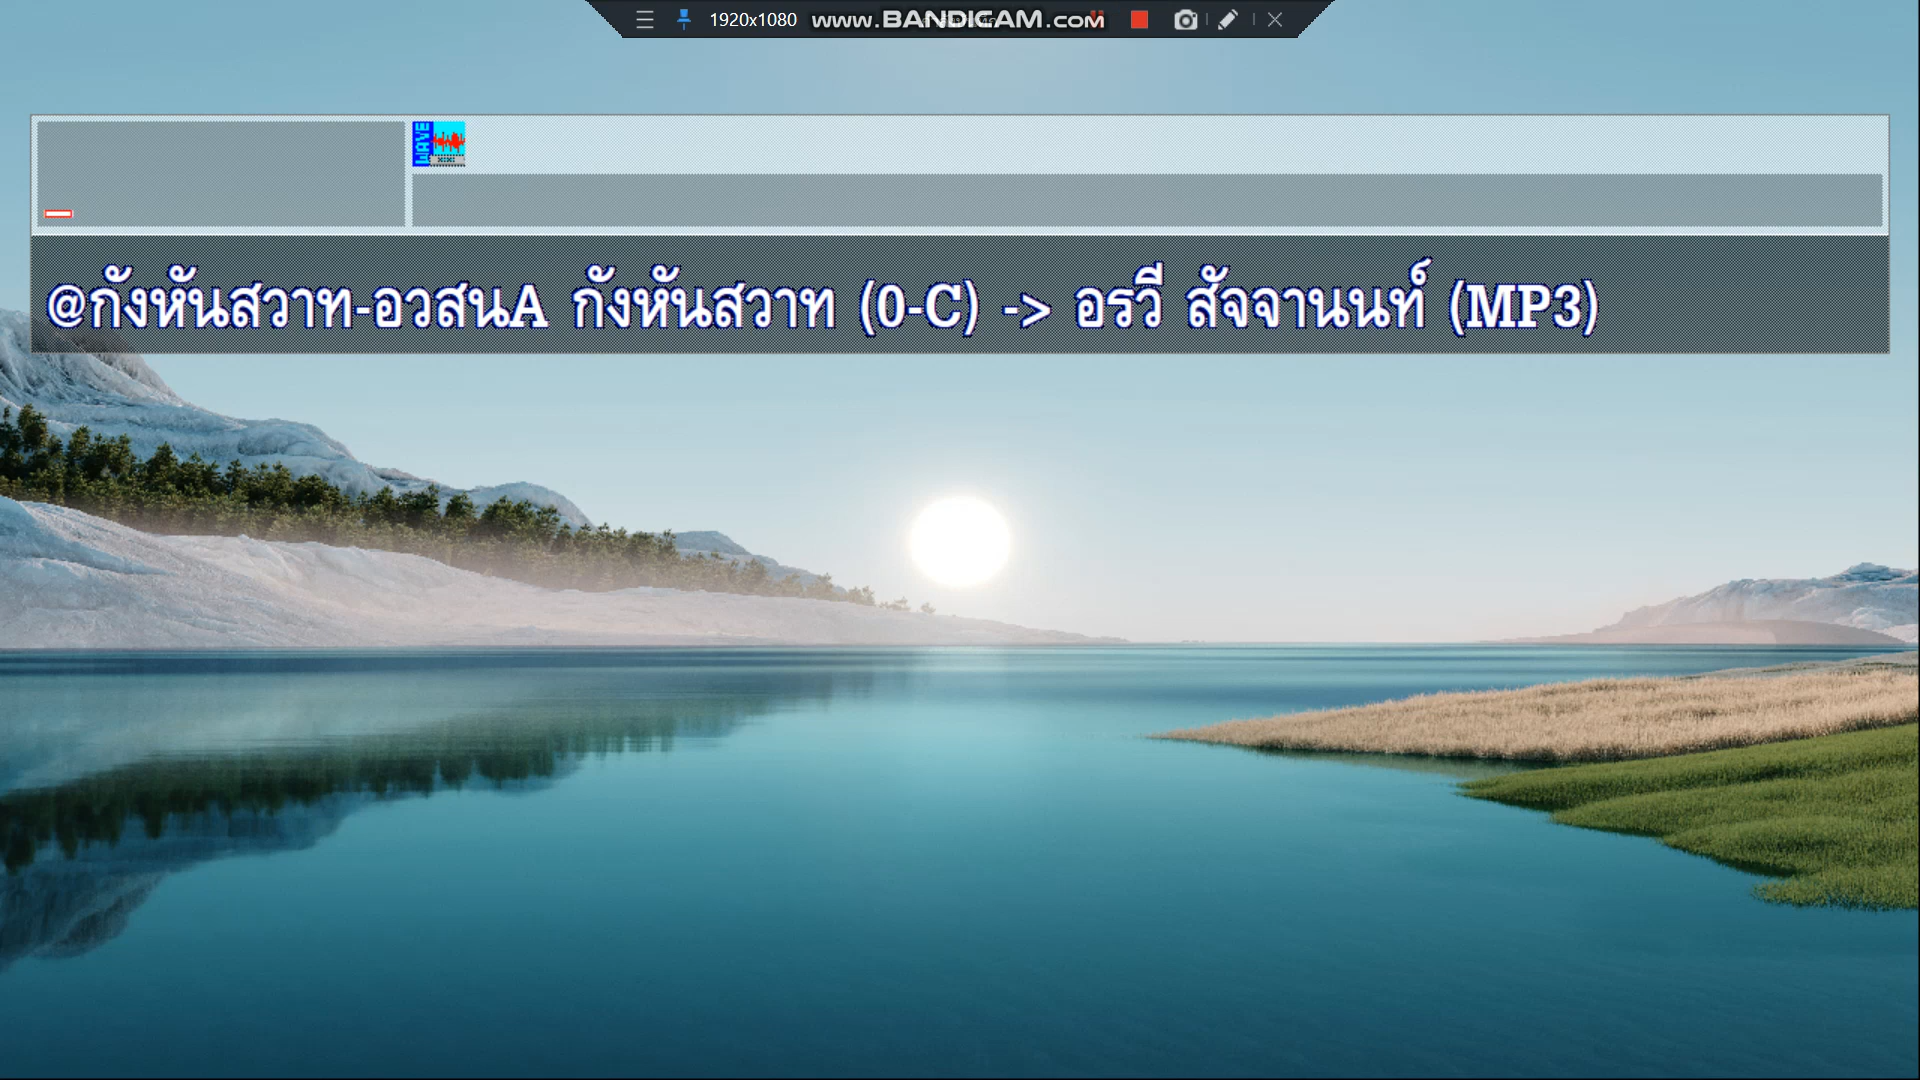 1920x1080 www.BANDICAM.com
WAVE
@กังหันสวาท-อวสนA กังหันสวาท (0-C) -> อรวี สัจจานนท์ (MP3)